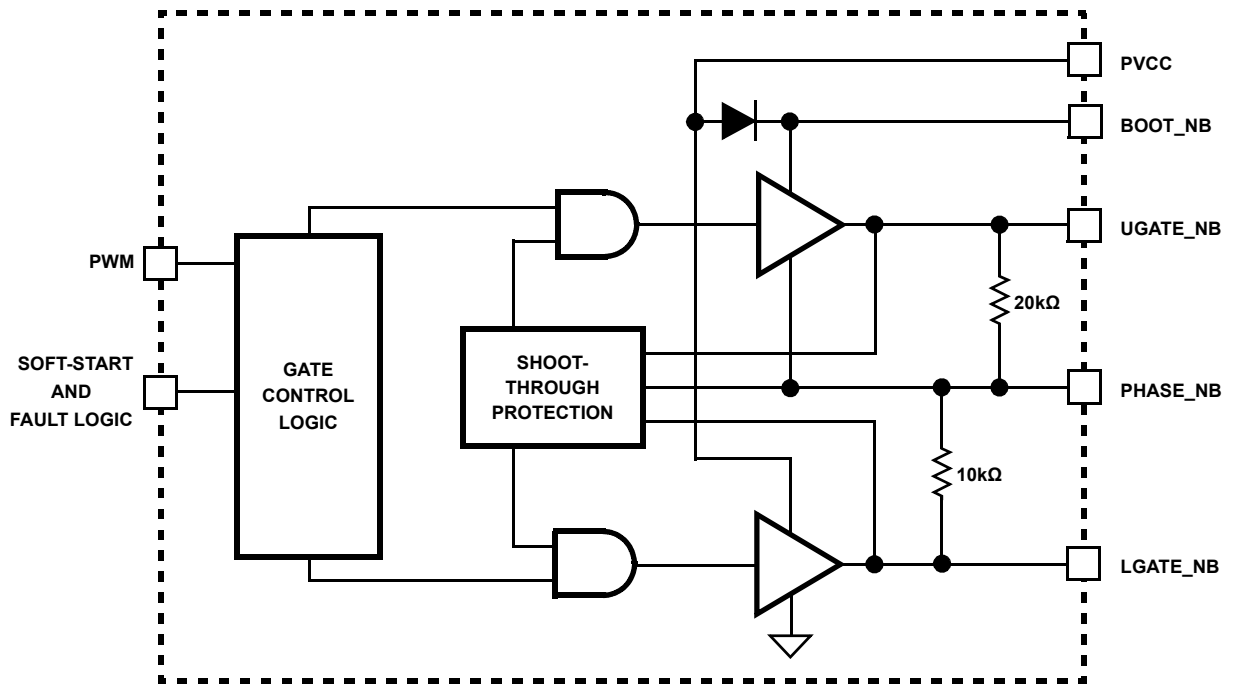 PVCC
BOOT_NB
UGATE_NB
PWM
20kΩ
SOFT-START
AND
FAULT LOGIC
GATE
CONTROL
LOGIC
SHOOT-
THROUGH
PROTECTION
PHASE_NB
10kΩ
LGATE_NB